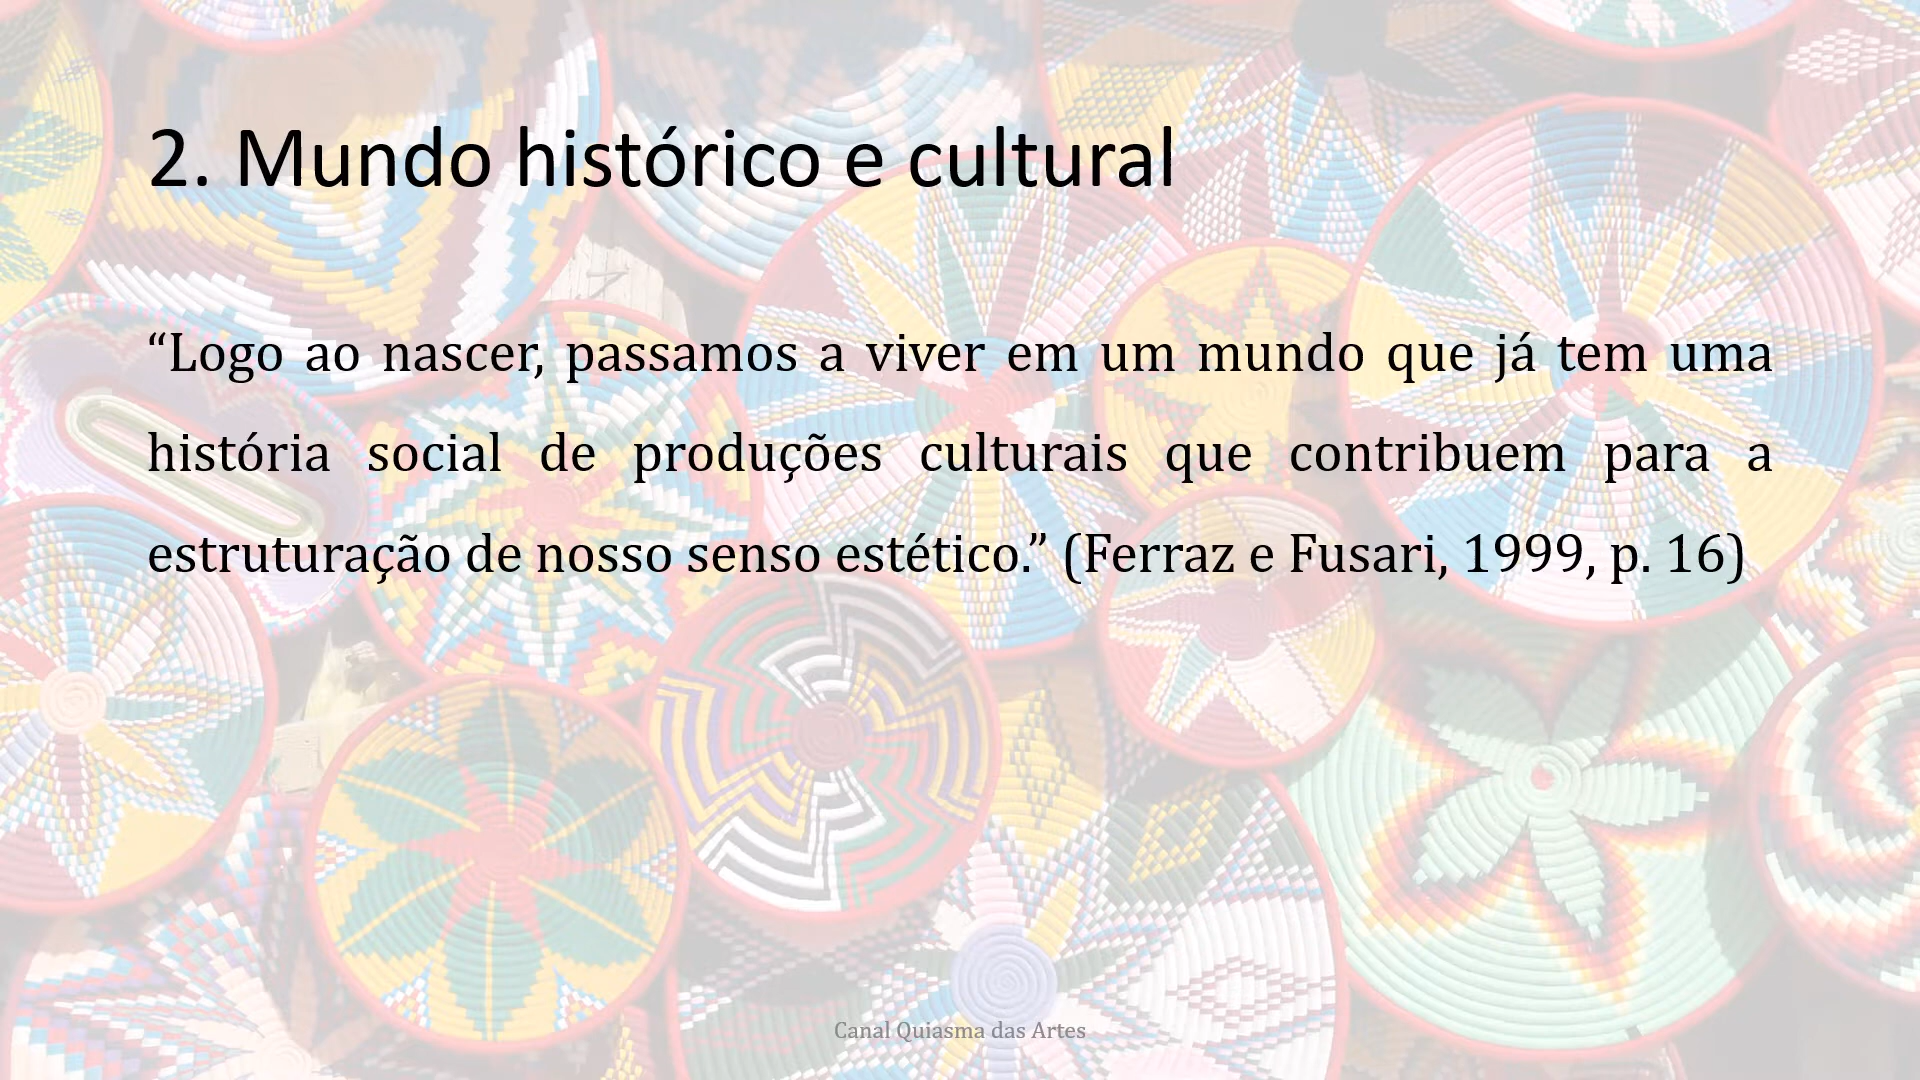 2. Mundo histórico e cultural
“Logo ao nascer, passamos a viver em um mundo que já tem uma
história social de produções culturais que contribuem para a
estruturação de nosso senso estético.” (Ferraz e Fusari, 1999, p. 16)
Canal Quiasma das Artes